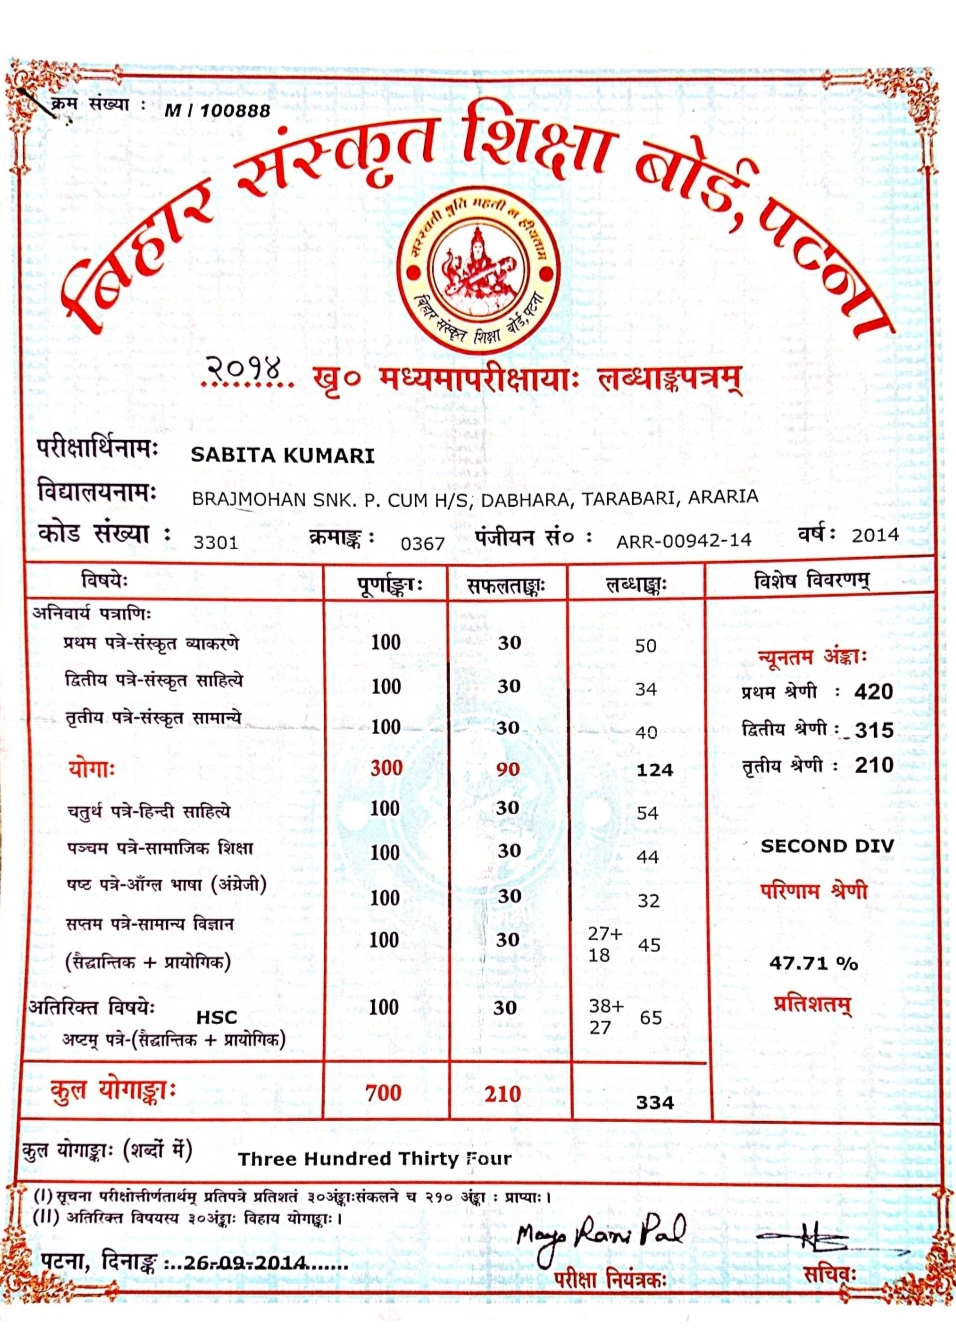 क्रम संख्या : M / 100888
बिहार संस्कृत शिक्षा बोर्ड, पटना
सरस्वती श्रुति महती न हीयताम्
बिहार संस्कृत शिक्षा बोर्ड, पटना
२०१४ खृ० मध्यमापरीक्षायाः लब्धाङ्कपत्रम्
परीक्षार्थिनामः SABITA KUMARI
विद्यालयनामः BRAJMOHAN SNK. P. CUM H/S, DABHARA, TARABARI, ARARIA
कोड संख्या : 3301 क्रमाङ्क : 0367 पंजीयन सं० : ARR-00942-14 वर्ष: 2014
विषयेः पूर्णाङ्काः सफलताङ्काः लब्धाङ्काः विशेष विवरणम्
अनिवार्य पत्राणिः
प्रथम पत्रे-संस्कृत व्याकरणे 100 30 50
न्यूनतम अंङ्काः
द्वितीय पत्रे-संस्कृत साहित्ये 100 30 34 प्रथम श्रेणी : 420
तृतीय पत्रे-संस्कृत सामान्ये 100 30 40 द्वितीय श्रेणी : 315
योगाः 300 90 124 तृतीय श्रेणी : 210
चतुर्थ पत्रे-हिन्दी साहित्ये 100 30 54
पञ्चम पत्रे-सामाजिक शिक्षा 100 30 44 SECOND DIV
षष्ट पत्रे-आँग्ल भाषा (अंग्रेजी) 100 30 32 परिणाम श्रेणी
सप्तम पत्रे-सामान्य विज्ञान 100 30 27+ 45
(सैद्धान्तिक + प्रायोगिक) 18 47.71 %
अतिरिक्त विषयेः HSC 100 30 38+ 65 प्रतिशतम्
अष्टम् पत्रे-(सैद्धान्तिक + प्रायोगिक) 27
कुल योगाङ्काः 700 210 334
कुल योगाङ्काः (शब्दों में) Three Hundred Thirty Four
(I) सूचना परीक्षोत्तीर्णतार्थम् प्रतिपत्रे प्रतिशतं ३०अंङ्काःसंकलने च २१० अंङ्का : प्राप्याः।
(II) अतिरिक्त विषयस्य ३०अंङ्काः विहाय योगाङ्काः।
Rani Pal
पटना, दिनाङ्क :..26-09-2014.......
परीक्षा नियंत्रकः सचिवः